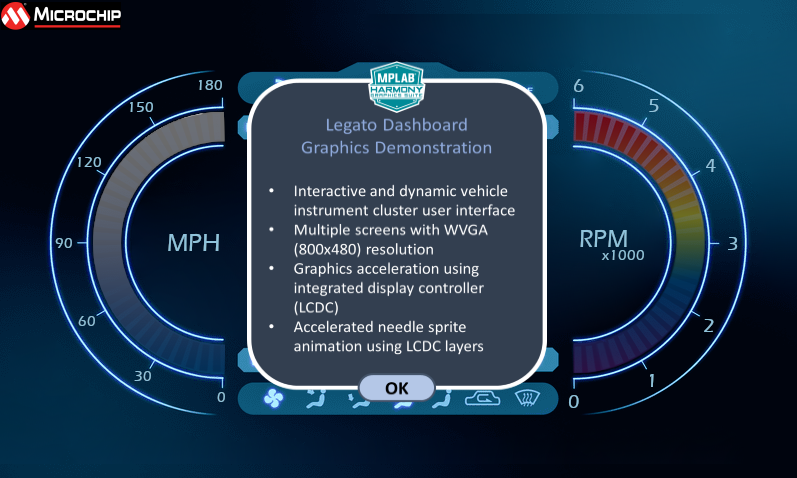 MICROCHIP
MPLAB®
HARMONY
GRAPHICS SUITE
Legato Dashboard
Graphics Demonstration
• Interactive and dynamic vehicle
instrument cluster user interface
• Multiple screens with WVGA
(800x480) resolution
• Graphics acceleration using
integrated display controller
(LCDC)
• Accelerated needle sprite
animation using LCDC layers
OK
180
150
120
90
60
30
0
MPH
6
5
4
3
2
1
0
RPM
x1000